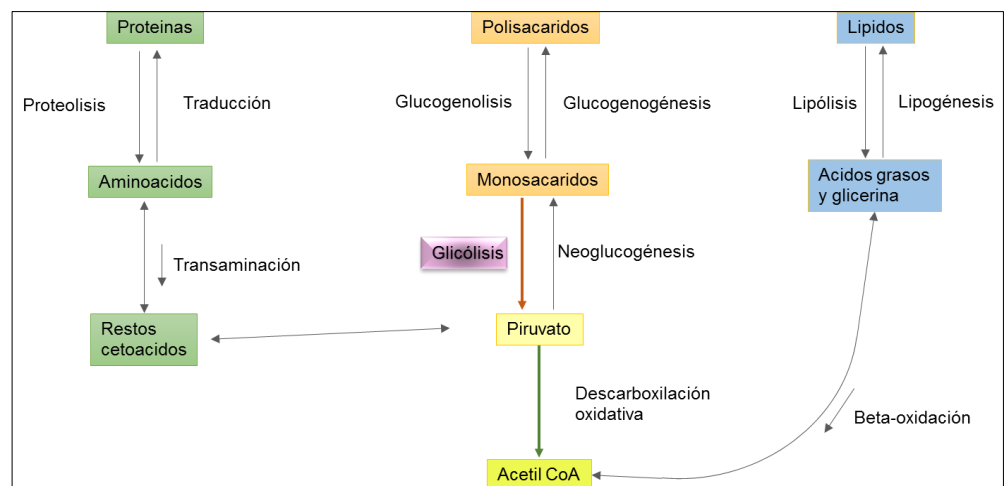 Proteinas
Polisacaridos
Lipidos
Proteolisis
Traducción
Glucogenolisis
Glucogenogénesis
Lipólisis
Lipogénesis
Aminoacidos
Monosacaridos
Acidos grasos
y glicerina
Glicólisis
Neoglucogénesis
Transaminación
Restos
cetoacidos
Piruvato
Descarboxilación
oxidativa
Beta-oxidación
Acetil CoA